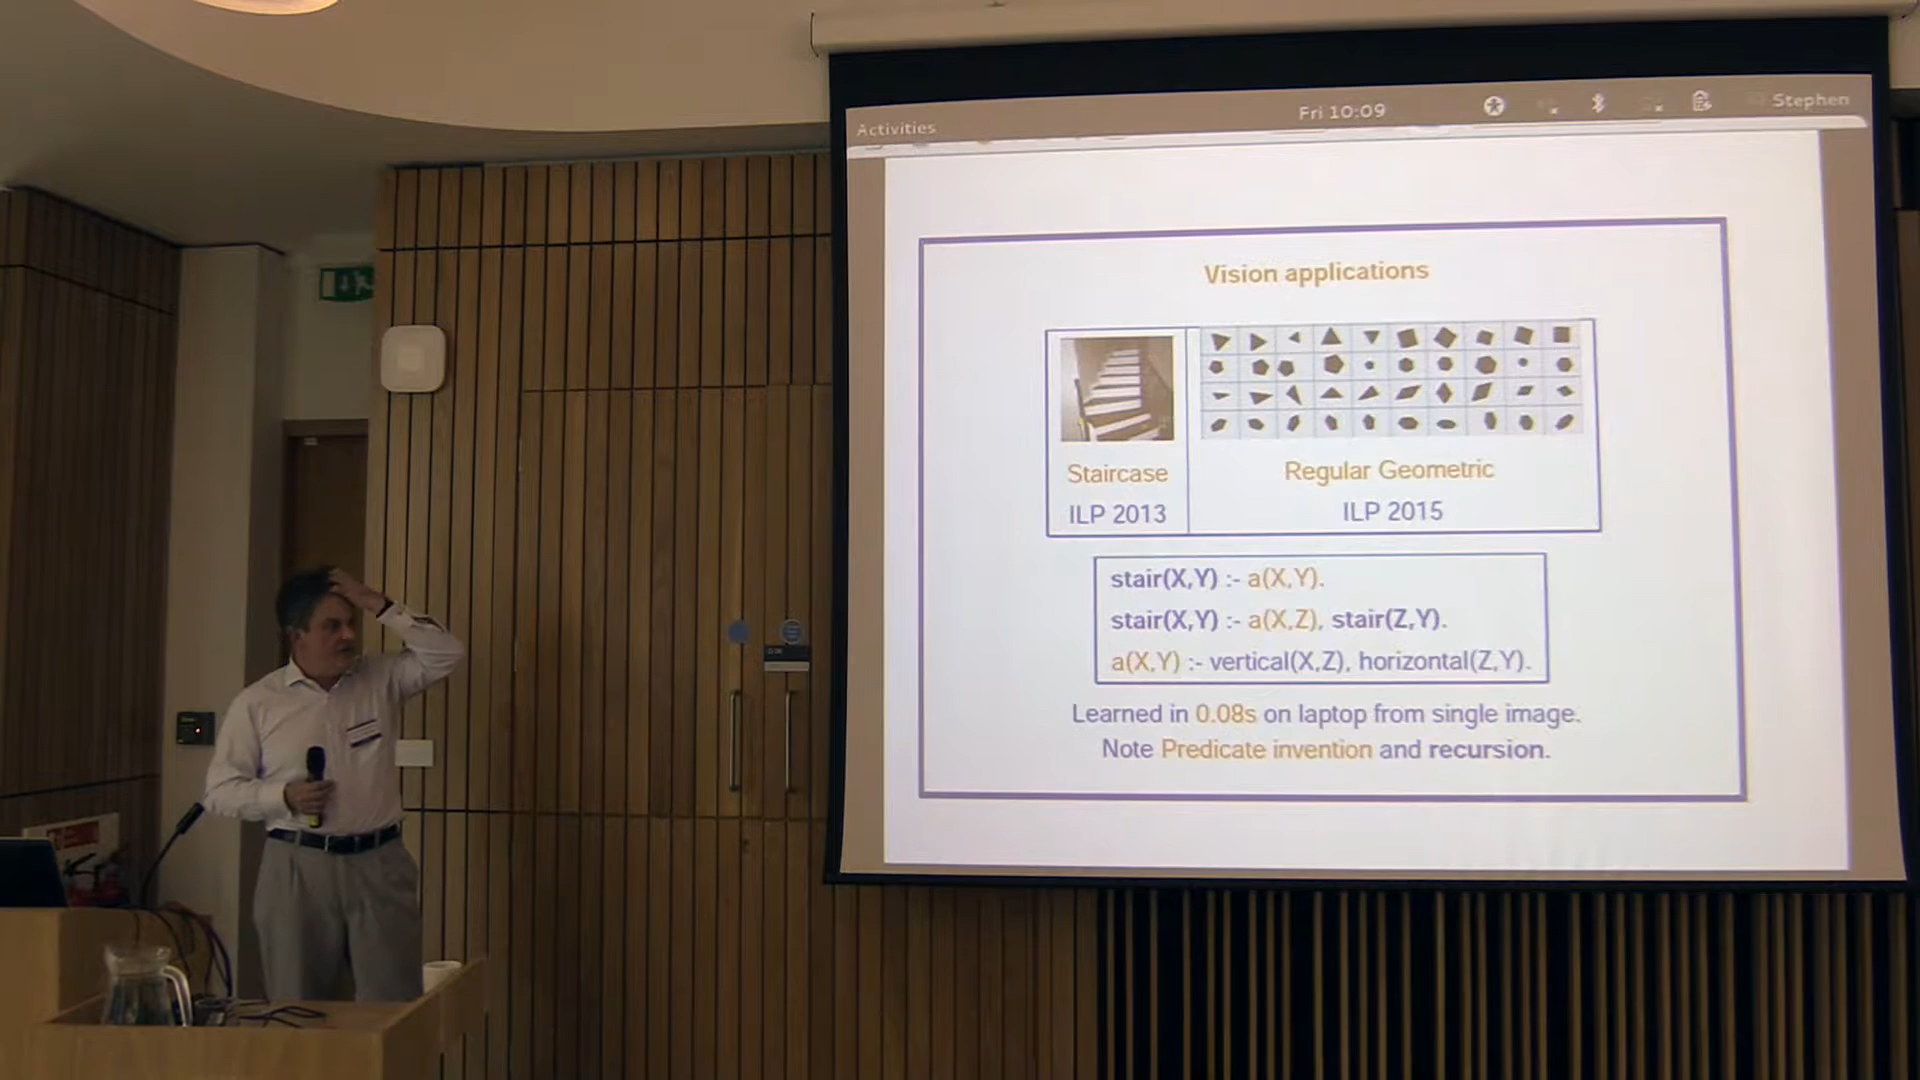 Activities
Fri 10:09
Stephen
Vision applications
Staircase
ILP 2013
Regular Geometric
ILP 2015
stair(X,Y) :- a(X,Y).
stair(X,Y) :- a(X,Z), stair(Z,Y).
a(X,Y) :- vertical(X,Z), horizontal(Z,Y).
Learned in 0.08s on laptop from single image.
Note Predicate invention and recursion.